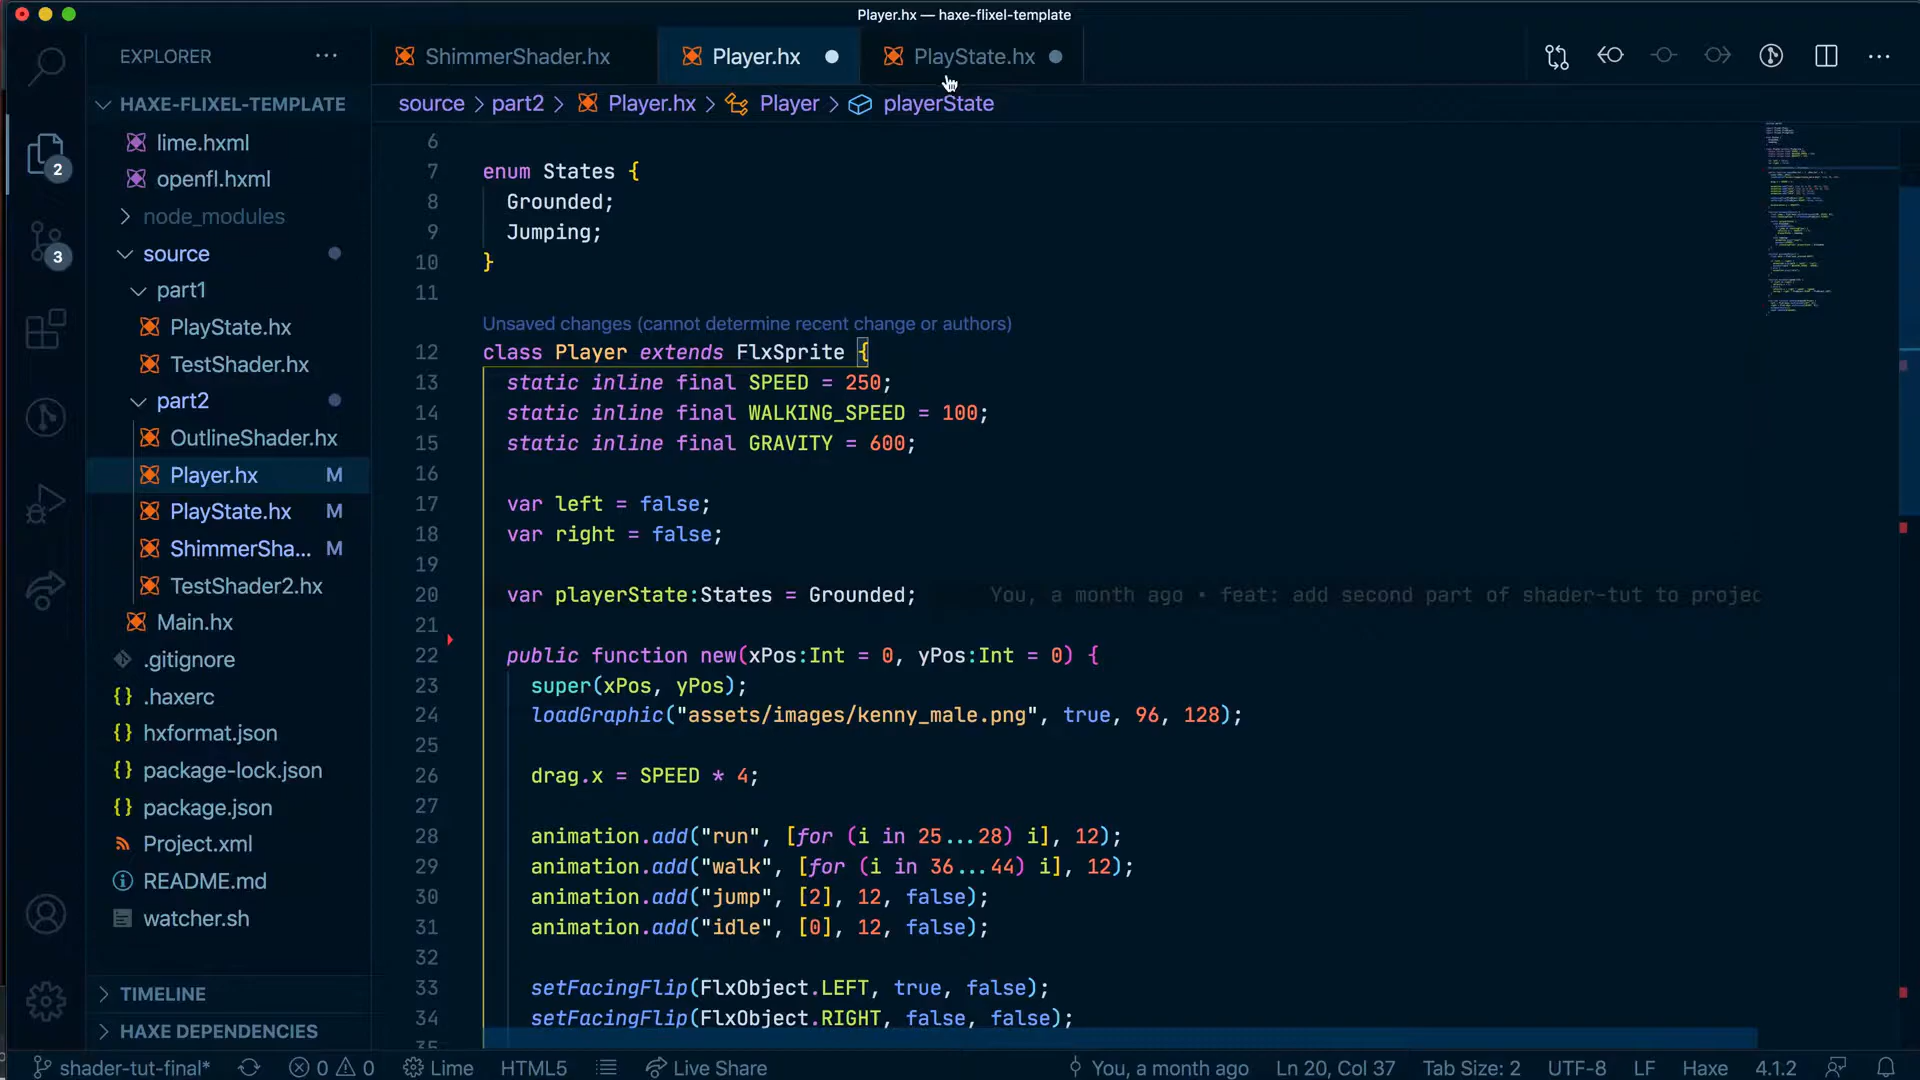 Player.hx — haxe-flixel-template
EXPLORER
ShimmerShader.hx
Player.hx
PlayState.hx
source > part2 > Player.hx > Player > playerState
HAXE-FLIXEL-TEMPLATE
lime.hxml
openfl.hxml
node_modules
source
part1
PlayState.hx
TestShader.hx
part2
OutlineShader.hx
Player.hx M
PlayState.hx M
ShimmerSha... M
TestShader2.hx
Main.hx
.gitignore
.haxerc
hxformat.json
package-lock.json
package.json
Project.xml
README.md
watcher.sh
TIMELINE
HAXE DEPENDENCIES
2
3
6
7 enum States {
8 Grounded;
9 Jumping;
10 }
11
Unsaved changes (cannot determine recent change or authors)
12 class Player extends FlxSprite {
13 static inline final SPEED = 250;
14 static inline final WALKING_SPEED = 100;
15 static inline final GRAVITY = 600;
16
17 var left = false;
18 var right = false;
19
20 var playerState:States = Grounded; You, a month ago • feat: add second part of shader-tut to projec
21
22 public function new(xPos:Int = 0, yPos:Int = 0) {
23 super(xPos, yPos);
24 loadGraphic("assets/images/kenny_male.png", true, 96, 128);
25
26 drag.x = SPEED * 4;
27
28 animation.add("run", [for (i in 25...28) i], 12);
29 animation.add("walk", [for (i in 36...44) i], 12);
30 animation.add("jump", [2], 12, false);
31 animation.add("idle", [0], 12, false);
32
33 setFacingFlip(FlxObject.LEFT, true, false);
34 setFacingFlip(FlxObject.RIGHT, false, false);
35
shader-tut-final* 0 0 Lime HTML5 Live Share You, a month ago Ln 20, Col 37 Tab Size: 2 UTF-8 LF Haxe 4.1.2